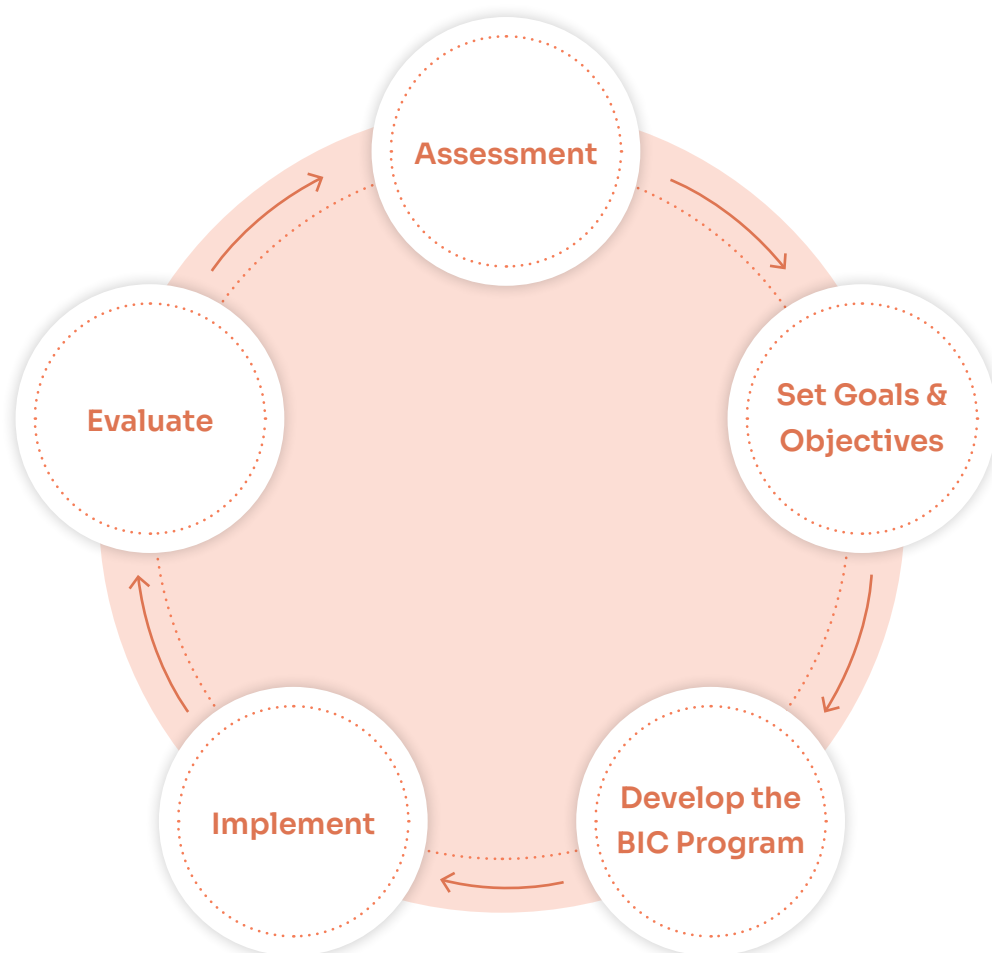 Assessment
Set Goals &
Objectives
Develop the
BIC Program
Implement
Evaluate